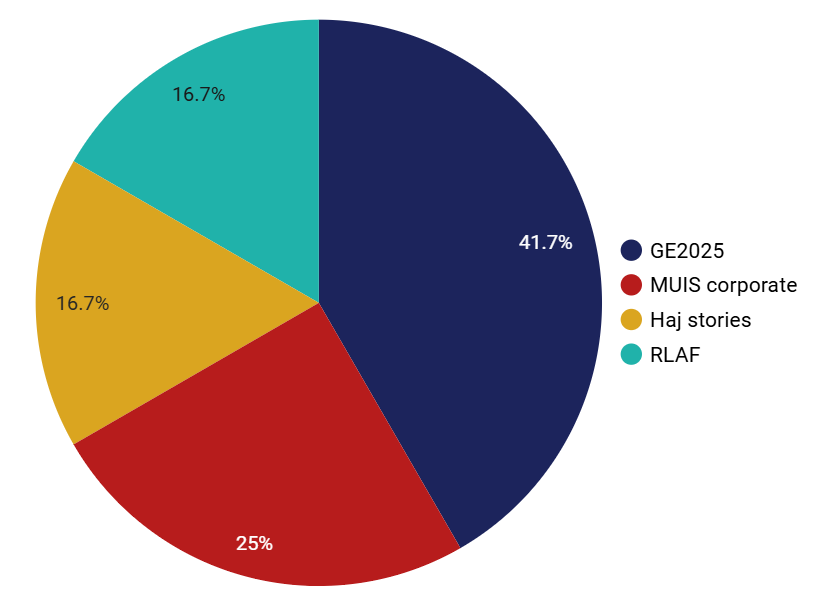 16.7%
41.7%
16.7%
25%
GE2025
MUIS corporate
Haj stories
RLAF